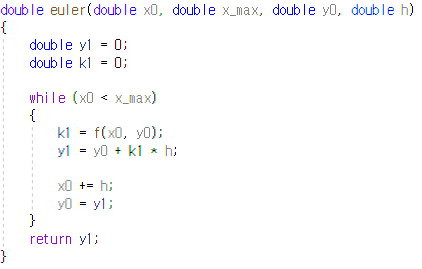 double euler(double x0, double x_max, double y0, double h)
{
    double y1 = 0;
    double k1 = 0;

    while (x0 < x_max)
    {
        k1 = f(x0, y0);
        y1 = y0 + k1 * h;

        x0 += h;
        y0 = y1;
    }
    return y1;
}